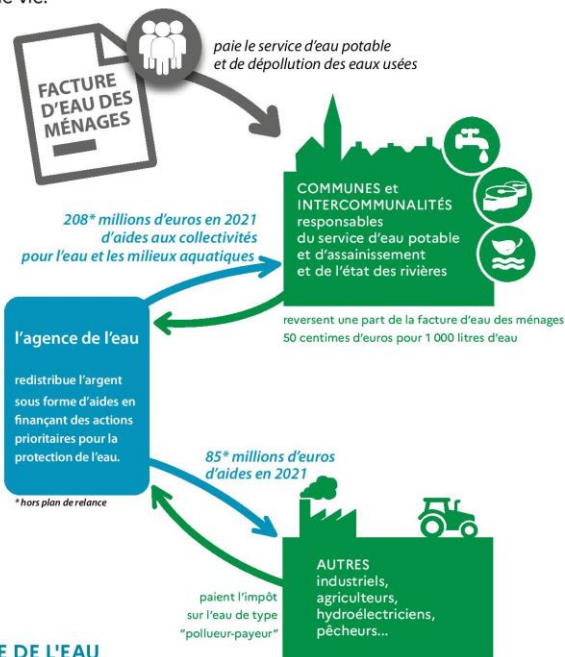 paie le service d'eau potable
et de dépollution des eaux usées
FACTURE
D'EAU DES
MÉNAGES
COMMUNES et
INTERCOMMUNALITÉS
responsables
du service d'eau potable
et d'assainissement
et de l'état des rivières
208* millions d'euros en 2021
d'aides aux collectivités
pour l'eau et les milieux aquatiques
reversent une part de la facture d'eau des ménages
50 centimes d'euros pour 1 000 litres d'eau
l'agence de l'eau
redistribue l'argent
sous forme d'aides en
finançant des actions
prioritaires pour la
protection de l'eau.
*hors plan de relance
85* millions d'euros
d'aides en 2021
AUTRES
industriels,
agriculteurs,
hydroélectriciens,
pêcheurs...
paient l'impôt
sur l'eau de type
"pollueur-payeur"
E DE L'EAU